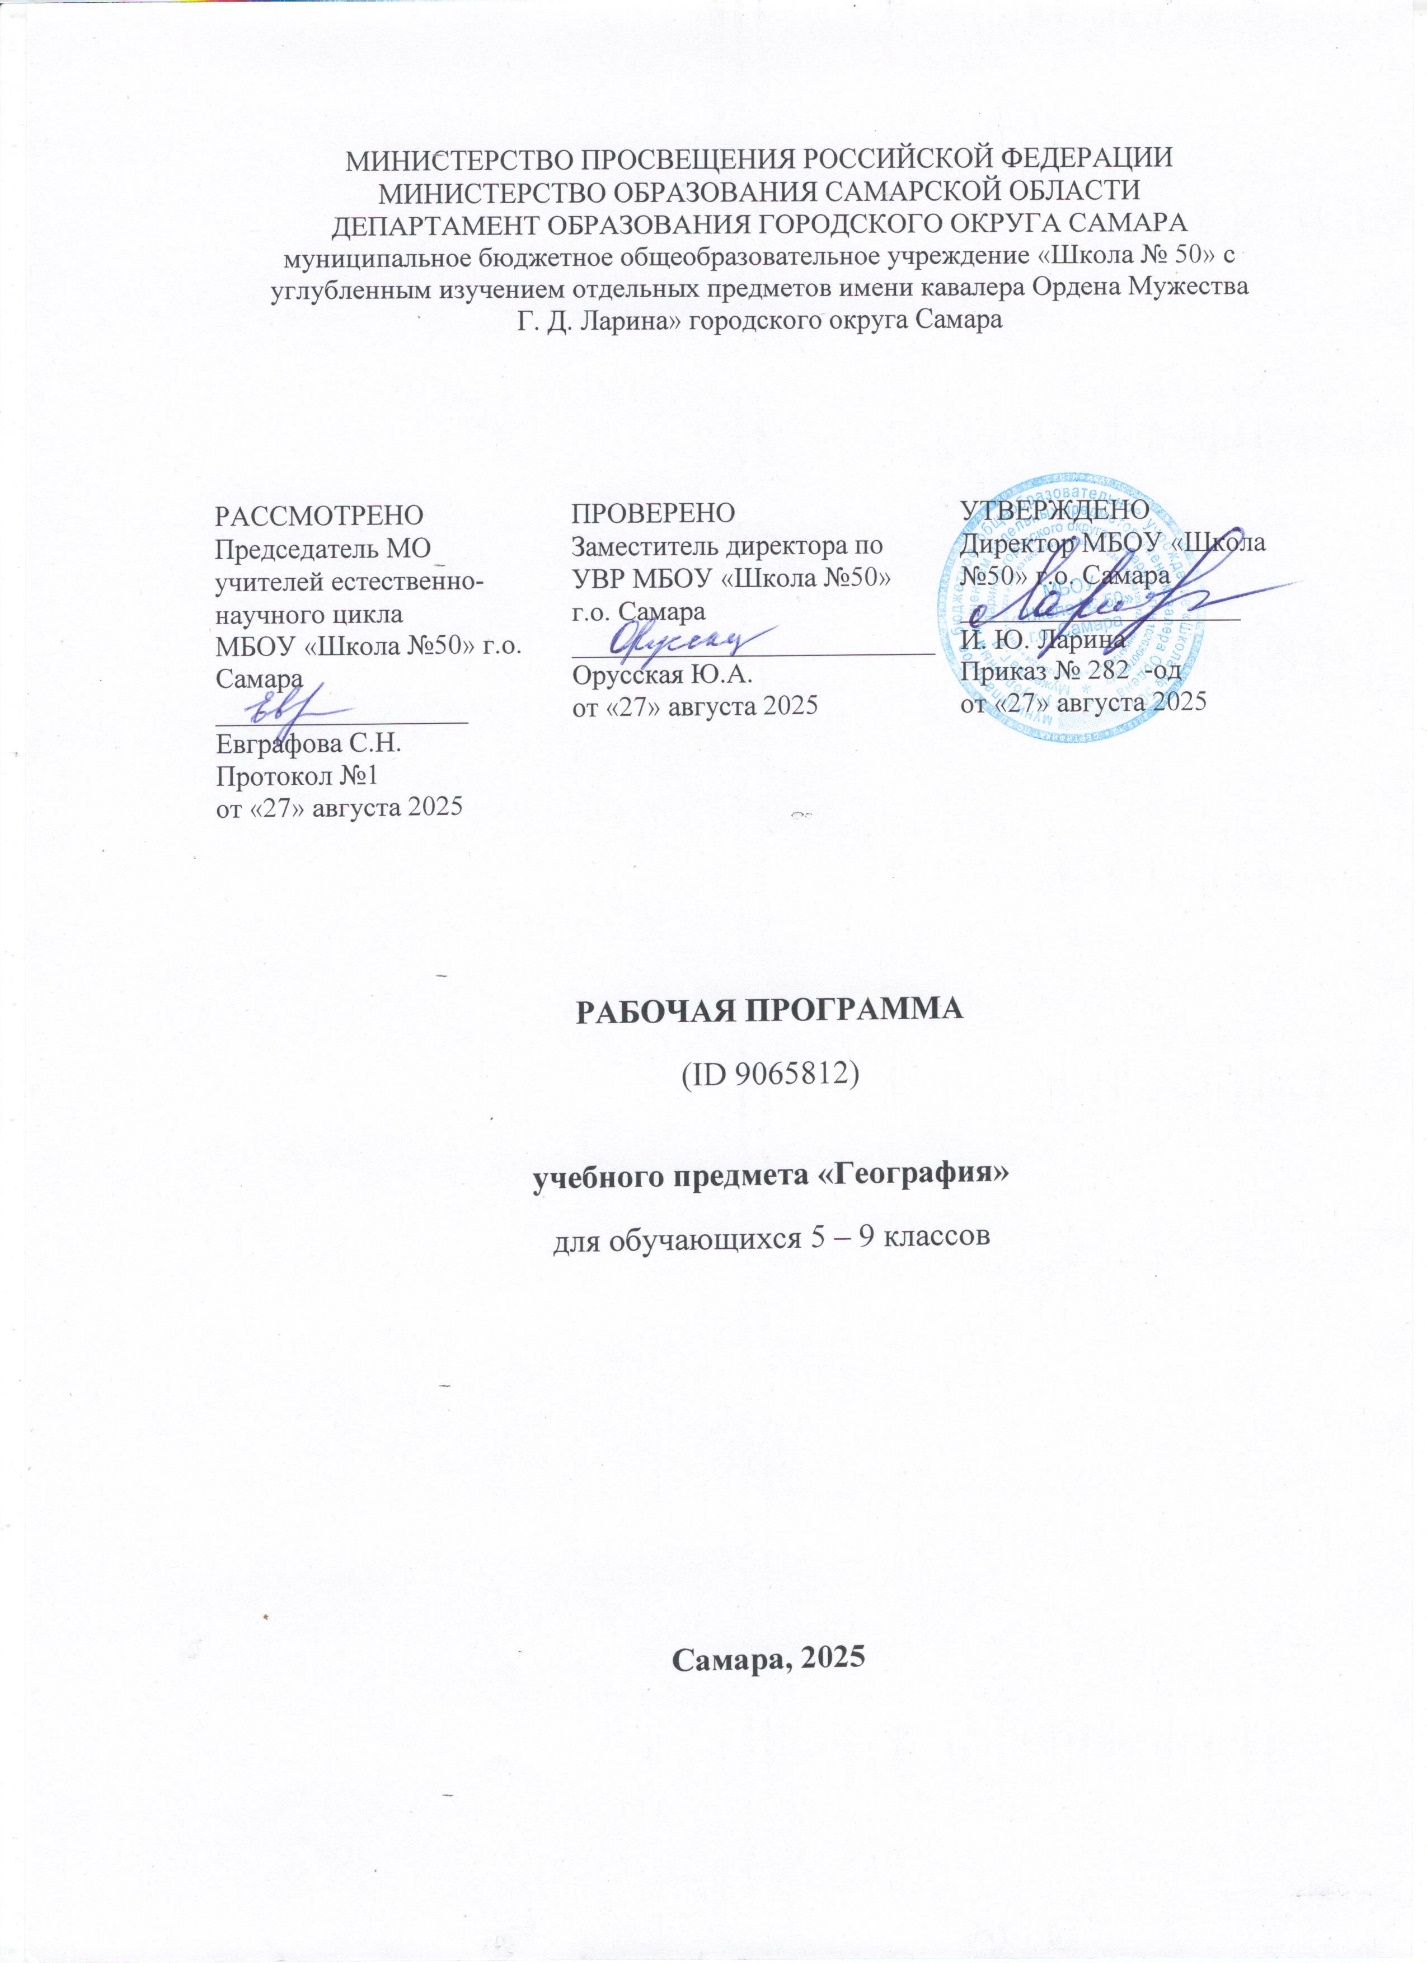 МИНИСТЕРСТВО ПРОСВЕЩЕНИЯ РОССИЙСКОЙ ФЕДЕРАЦИИ
МИНИСТЕРСТВО ОБРАЗОВАНИЯ САМАРСКОЙ ОБЛАСТИ
ДЕПАРТАМЕНТ ОБРАЗОВАНИЯ ГОРОДСКОГО ОКРУГА САМАРА
муниципальное бюджетное общеобразовательное учреждение «Школа № 50» с
углубленным изучением отдельных предметов имени кавалера Ордена Мужества
Г. Д. Ларина» городского округа Самара
РАССМОТРЕНО
Председатель МО
учителей естественно-
научного цикла
МБОУ «Школа №50» г.о.
Самара
Евграфова С.Н.
Протокол №1
от «27» августа 2025
ПРОВЕРЕНО
Заместитель директора по
УВР МБОУ «Школа №50»
г.о. Самара
Орусская Ю.А.
от «27» августа 2025
УТВЕРЖДЕНО
Директор МБОУ «Школа
№50» г.о. Самара
И. Ю. Ларина
Приказ № 282 -од
от «27» августа 2025
РАБОЧАЯ ПРОГРАММА
(ID 9065812)
учебного предмета «География»
для обучающихся 5 – 9 классов
Самара, 2025